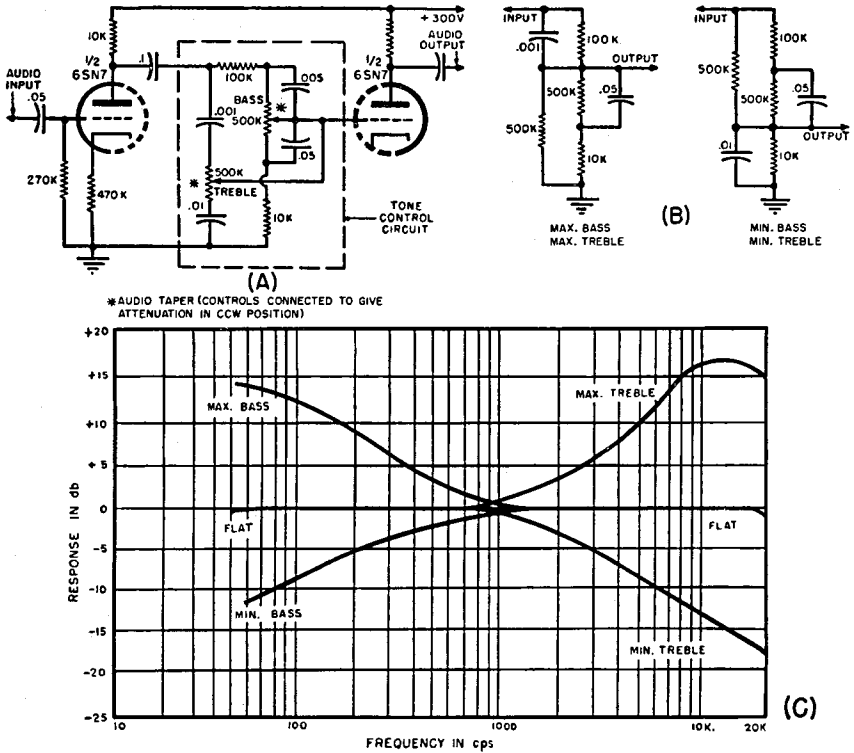 +300V
AUDIO
OUTPUT
10K
1/2
6SN7
.1
AUDIO
INPUT
.05
270K
470K
100K
.005
BASS
*
500K
.05
.001
*
500K
TREBLE
.01
10K
1/2
6SN7
TONE
CONTROL
CIRCUIT
(A)
*AUDIO TAPER (CONTROLS CONNECTED TO GIVE
ATTENUATION IN CCW POSITION)
INPUT
.001
100K
OUTPUT
500K
.05
500K
10K
MAX. BASS
MAX. TREBLE
(B)
INPUT
100K
500K
500K
.05
OUTPUT
.01
10K
MIN. BASS
MIN. TREBLE
+20
+15
+10
+5
0
-5
-10
-15
-20
-25
RESPONSE IN db
MAX. BASS
MAX. TREBLE
FLAT
FLAT
MIN. BASS
MIN. TREBLE
10
100
1000
10K.
20K
FREQUENCY IN cps
(C)